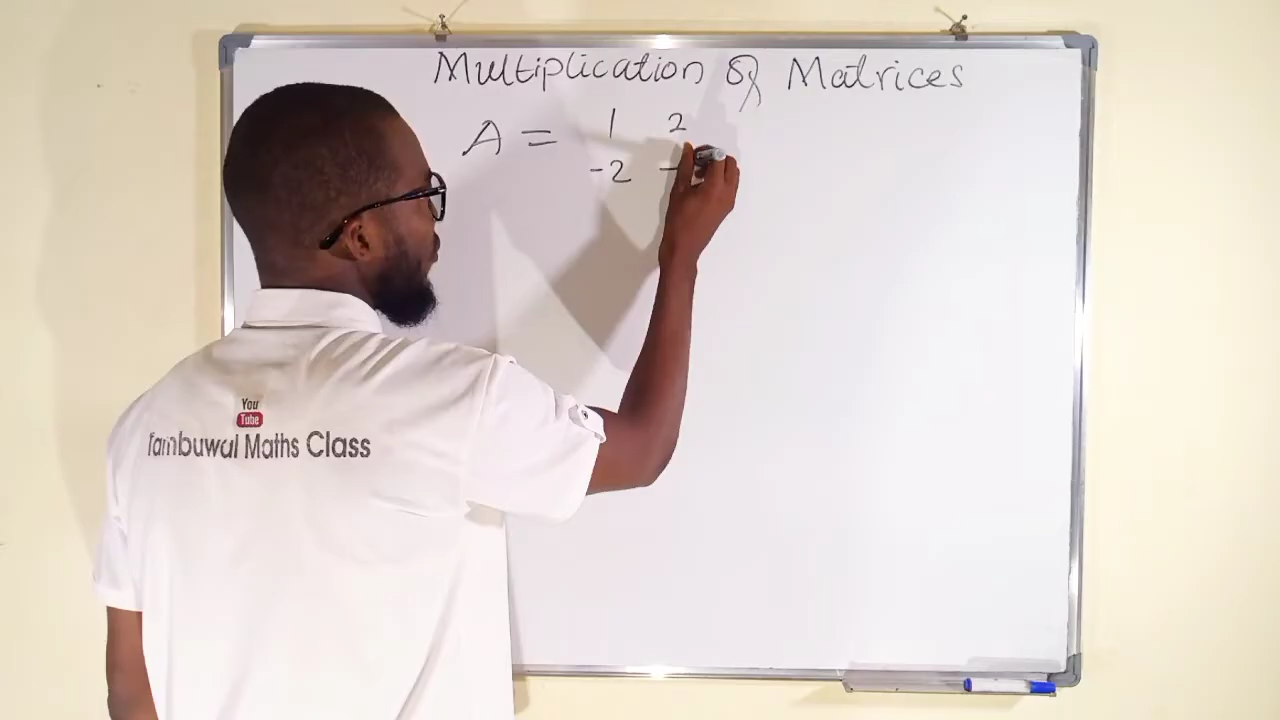 Multiplication of Matrices
A = 1 2
-2 -
You
Tube
Tambuwal Maths Class